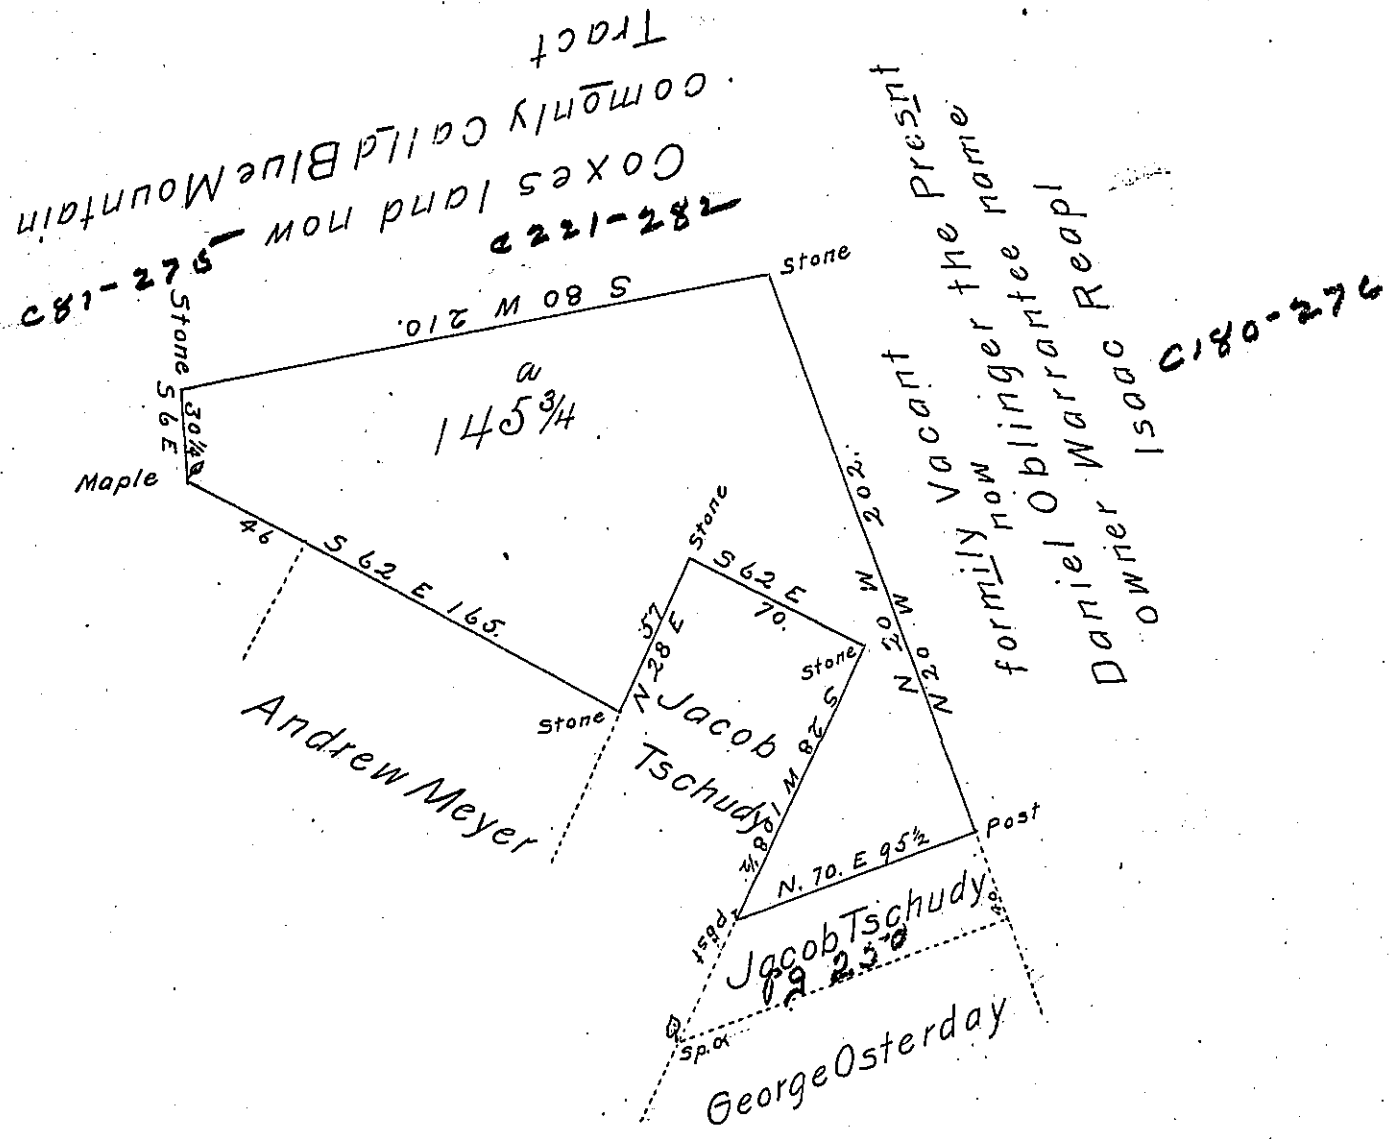 Coxes land now
comonly Calld Blue Mountain
Tract
C81-275
C221-282
Stone
S 80 W 210.
Stone
S 6 E
30 1/4
Maple
a
145 3/4
46
S 62 E 165.
Stone
N 28 E
57
Stone
S 62 E
70.
Stone
S 28 W 108 1/2
N 20 W 202.
N 20 W
formily Vacant
now
Daniel Oblinger the Present
Warrantee name
Owner Isaac Reapl
C180-276
Andrew Meyer
Jacob
Tschudy
N. 70. E 95 1/2
Post
Post
Jacob Tschudy
pg 250
Sp. o
George Osterday